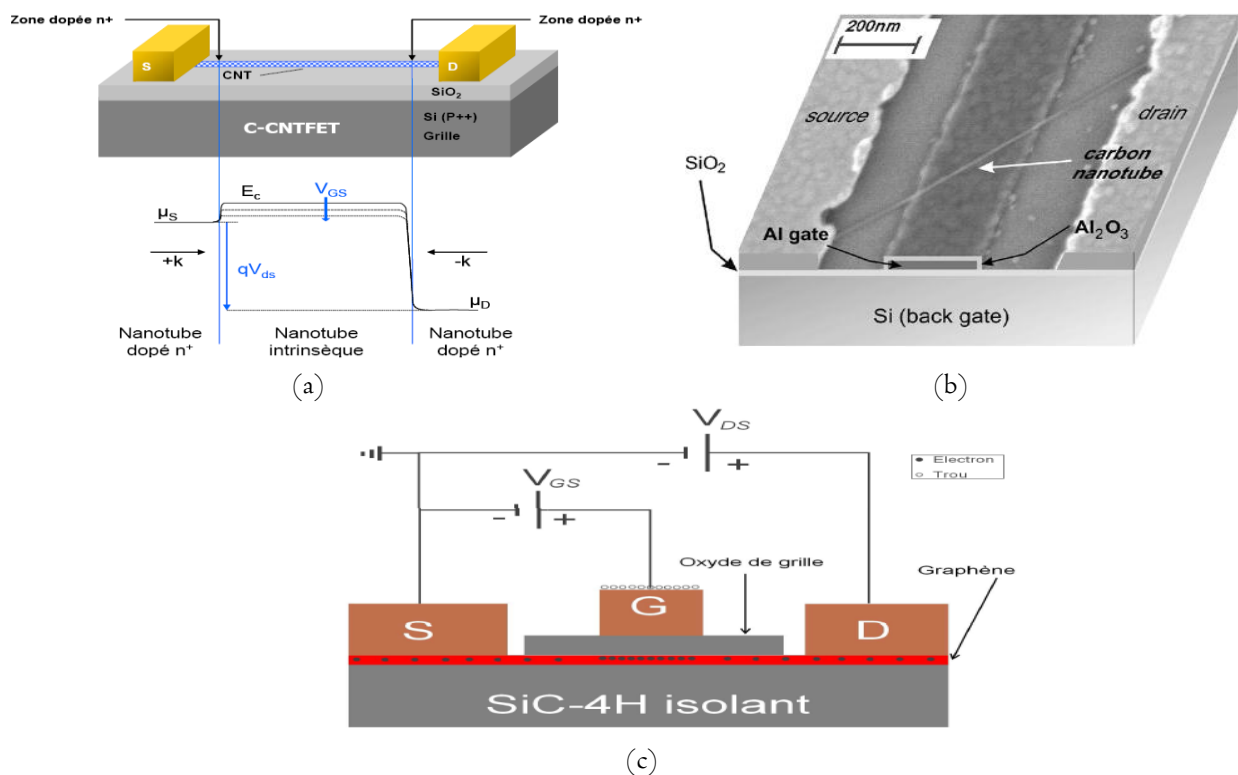 Zone dopée n+
Zone dopée n+
S
D
CNT
SiO2
Si (P++)
C-CNTFET
Grille
Ec
VGS
μS
+k
-k
qVds
μD
Nanotube
dopé n+
Nanotube
intrinsèque
Nanotube
dopé n+
(a)
200nm
source
drain
SiO2
carbon
nanotube
Al gate
Al2O3
Si (back gate)
(b)
VDS
- +
Electron
Trou
VGS
- +
Oxyde de grille
Graphène
G
S
D
SiC-4H isolant
(c)